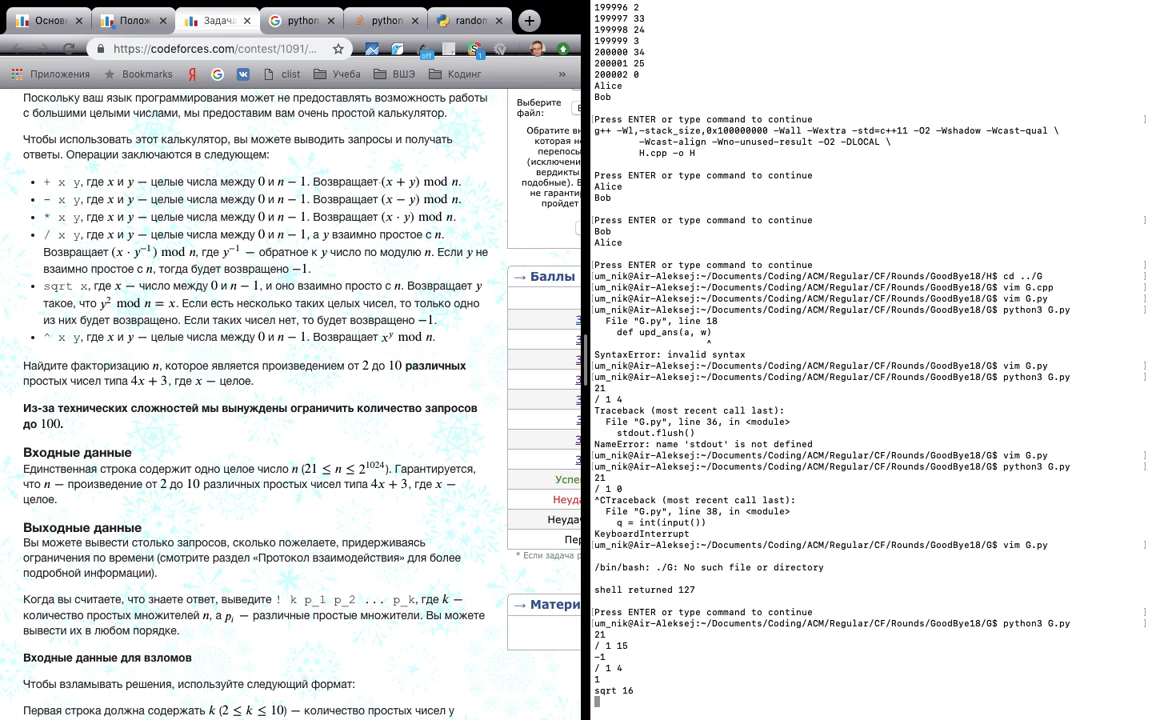 Основ
Полож
Задача
python
python
random
https://codeforces.com/contest/1091/...
off
1
Приложения
Bookmarks
clist
Учеба
ВШЭ
Кодинг
»
Поскольку ваш язык программирования может не предоставлять возможность работы
с большими целыми числами, мы предоставим вам очень простой калькулятор.
Чтобы использовать этот калькулятор, вы можете выводить запросы и получать
ответы. Операции заключаются в следующем:
• + x y, где x и y — целые числа между 0 и n − 1. Возвращает (x + y) mod n.
• − x y, где x и y — целые числа между 0 и n − 1. Возвращает (x − y) mod n.
• * x y, где x и y — целые числа между 0 и n − 1. Возвращает (x · y) mod n.
• / x y, где x и y — целые числа между 0 и n − 1, а y взаимно простое с n.
Возвращает (x · y⁻¹) mod n, где y⁻¹ — обратное к y число по модулю n. Если y не
взаимно простое с n, тогда будет возвращено −1.
• sqrt x, где x — число между 0 и n − 1, и оно взаимно просто с n. Возвращает y
такое, что y² mod n = x. Если есть несколько таких целых чисел, то только одно
из них будет возвращено. Если таких чисел нет, то будет возвращено −1.
• ^ x y, где x и y — целые числа между 0 и n − 1. Возвращает xʸ mod n.
Найдите факторизацию n, которое является произведением от 2 до 10 различных
простых чисел типа 4x + 3, где x — целое.
Из-за технических сложностей мы вынуждены ограничить количество запросов
до 100.
Входные данные
Единственная строка содержит одно целое число n (21 ≤ n ≤ 2¹⁰²⁴). Гарантируется,
что n — произведение от 2 до 10 различных простых чисел типа 4x + 3, где x —
целое.
Выходные данные
Вы можете вывести столько запросов, сколько пожелаете, придерживаясь
ограничения по времени (смотрите раздел «Протокол взаимодействия» для более
подробной информации).
Когда вы считаете, что знаете ответ, выведите ! k p_1 p_2 ... p_k, где k —
количество простых множителей n, а pᵢ — различные простые множители. Вы можете
вывести их в любом порядке.
Входные данные для взломов
Чтобы взламывать решения, используйте следующий формат:
Первая строка должна содержать k (2 ≤ k ≤ 10) — количество простых чисел у
Выберите
файл:
Обратите вн
которая н
перепосы
(исключени
вердикты
подобные). В
не гарантир
пройдет
→ Баллы
Успе
Неуда
Неудач
Пер
* Если задача р
→ Матери
199996 2
199997 33
199998 24
199999 3
200000 34
200001 25
200002 0
Alice
Bob
[Press ENTER or type command to continue ]
g++ -Wl,-stack_size,0x100000000 -Wall -Wextra -std=c++11 -O2 -Wshadow -Wcast-qual \
-Wcast-align -Wno-unused-result -O2 -DLOCAL \
H.cpp -o H
Press ENTER or type command to continue
Alice
Bob
[Press ENTER or type command to continue ]
Bob
Alice
[Press ENTER or type command to continue ]
[um_nik@Air-Aleksej:~/Documents/Coding/ACM/Regular/CF/Rounds/GoodBye18/H$ cd ../G ]
[um_nik@Air-Aleksej:~/Documents/Coding/ACM/Regular/CF/Rounds/GoodBye18/G$ vim G.cpp ]
[um_nik@Air-Aleksej:~/Documents/Coding/ACM/Regular/CF/Rounds/GoodBye18/G$ vim G.py ]
[um_nik@Air-Aleksej:~/Documents/Coding/ACM/Regular/CF/Rounds/GoodBye18/G$ python3 G.py ]
File "G.py", line 18
def upd_ans(a, w)
^
SyntaxError: invalid syntax
[um_nik@Air-Aleksej:~/Documents/Coding/ACM/Regular/CF/Rounds/GoodBye18/G$ vim G.py ]
[um_nik@Air-Aleksej:~/Documents/Coding/ACM/Regular/CF/Rounds/GoodBye18/G$ python3 G.py ]
21
/ 1 4
Traceback (most recent call last):
File "G.py", line 36, in <module>
stdout.flush()
NameError: name 'stdout' is not defined
[um_nik@Air-Aleksej:~/Documents/Coding/ACM/Regular/CF/Rounds/GoodBye18/G$ vim G.py ]
[um_nik@Air-Aleksej:~/Documents/Coding/ACM/Regular/CF/Rounds/GoodBye18/G$ python3 G.py ]
21
/ 1 0
^CTraceback (most recent call last):
File "G.py", line 38, in <module>
q = int(input())
KeyboardInterrupt
[um_nik@Air-Aleksej:~/Documents/Coding/ACM/Regular/CF/Rounds/GoodBye18/G$ vim G.py ]
/bin/bash: ./G: No such file or directory
shell returned 127
Press ENTER or type command to continue
[um_nik@Air-Aleksej:~/Documents/Coding/ACM/Regular/CF/Rounds/GoodBye18/G$ python3 G.py ]
21
/ 1 15
-1
/ 1 4
1
sqrt 16